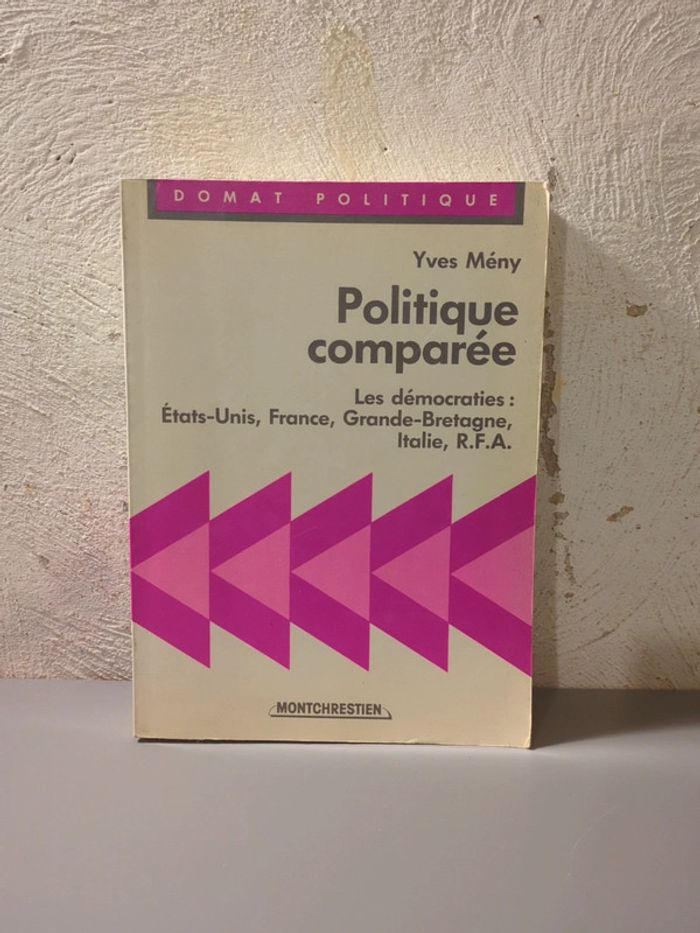 DOMAT POLITIQUE
Yves Mény
Politique
comparée
Les démocraties :
États-Unis, France, Grande-Bretagne,
Italie, R.F.A.
MONTCHRESTIEN